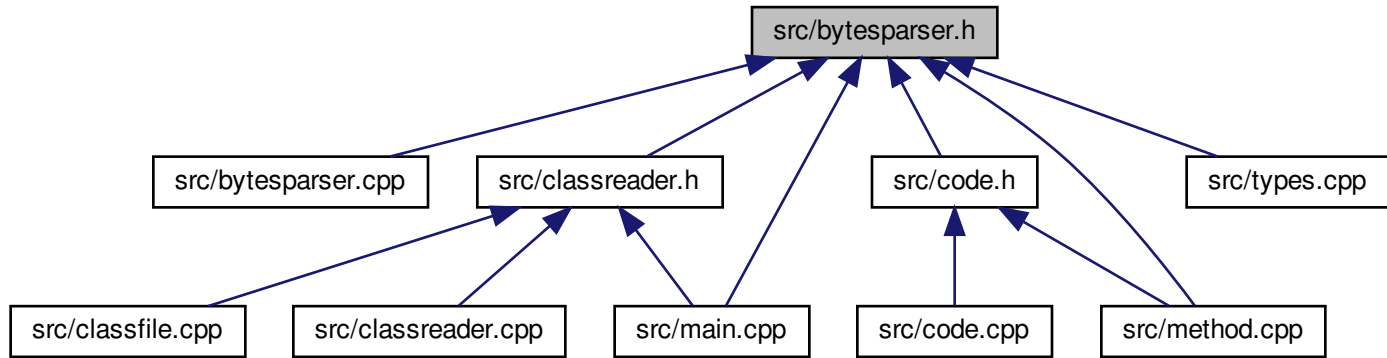 src/bytesparser.h
src/bytesparser.cpp
src/classreader.h
src/code.h
src/types.cpp
src/classfile.cpp
src/classreader.cpp
src/main.cpp
src/code.cpp
src/method.cpp